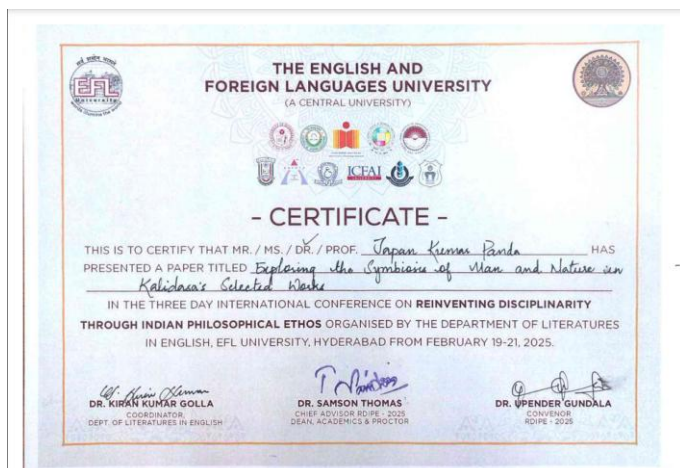 THE ENGLISH AND
FOREIGN LANGUAGES UNIVERSITY
(A CENTRAL UNIVERSITY)
EFL
University
ICFAI
- CERTIFICATE -
THIS IS TO CERTIFY THAT MR. / MS. / DR. / PROF. Tapan Kumar Panda HAS
PRESENTED A PAPER TITLED Exploring the Symbiosis of Man and Nature in
Kalidasa's Selected Works
IN THE THREE DAY INTERNATIONAL CONFERENCE ON REINVENTING DISCIPLINARITY
THROUGH INDIAN PHILOSOPHICAL ETHOS ORGANISED BY THE DEPARTMENT OF LITERATURES
IN ENGLISH, EFL UNIVERSITY, HYDERABAD FROM FEBRUARY 19-21, 2025.
DR. KIRAN KUMAR GOLLA
COORDINATOR,
DEPT. OF LITERATURES IN ENGLISH
DR. SAMSON THOMAS
CHIEF ADVISOR RDIPE - 2025
DEAN, ACADEMICS & PROCTOR
DR. UPENDER GUNDALA
CONVENOR
RDIPE - 2025